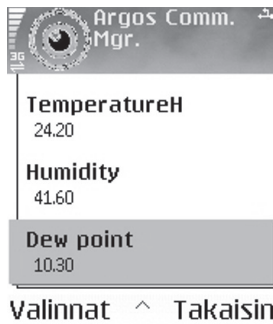 Argos Comm.
Mgr.
3G
TemperatureH
24.20
Humidity
41.60
Dew point
10.30
Valinnat Takaisin